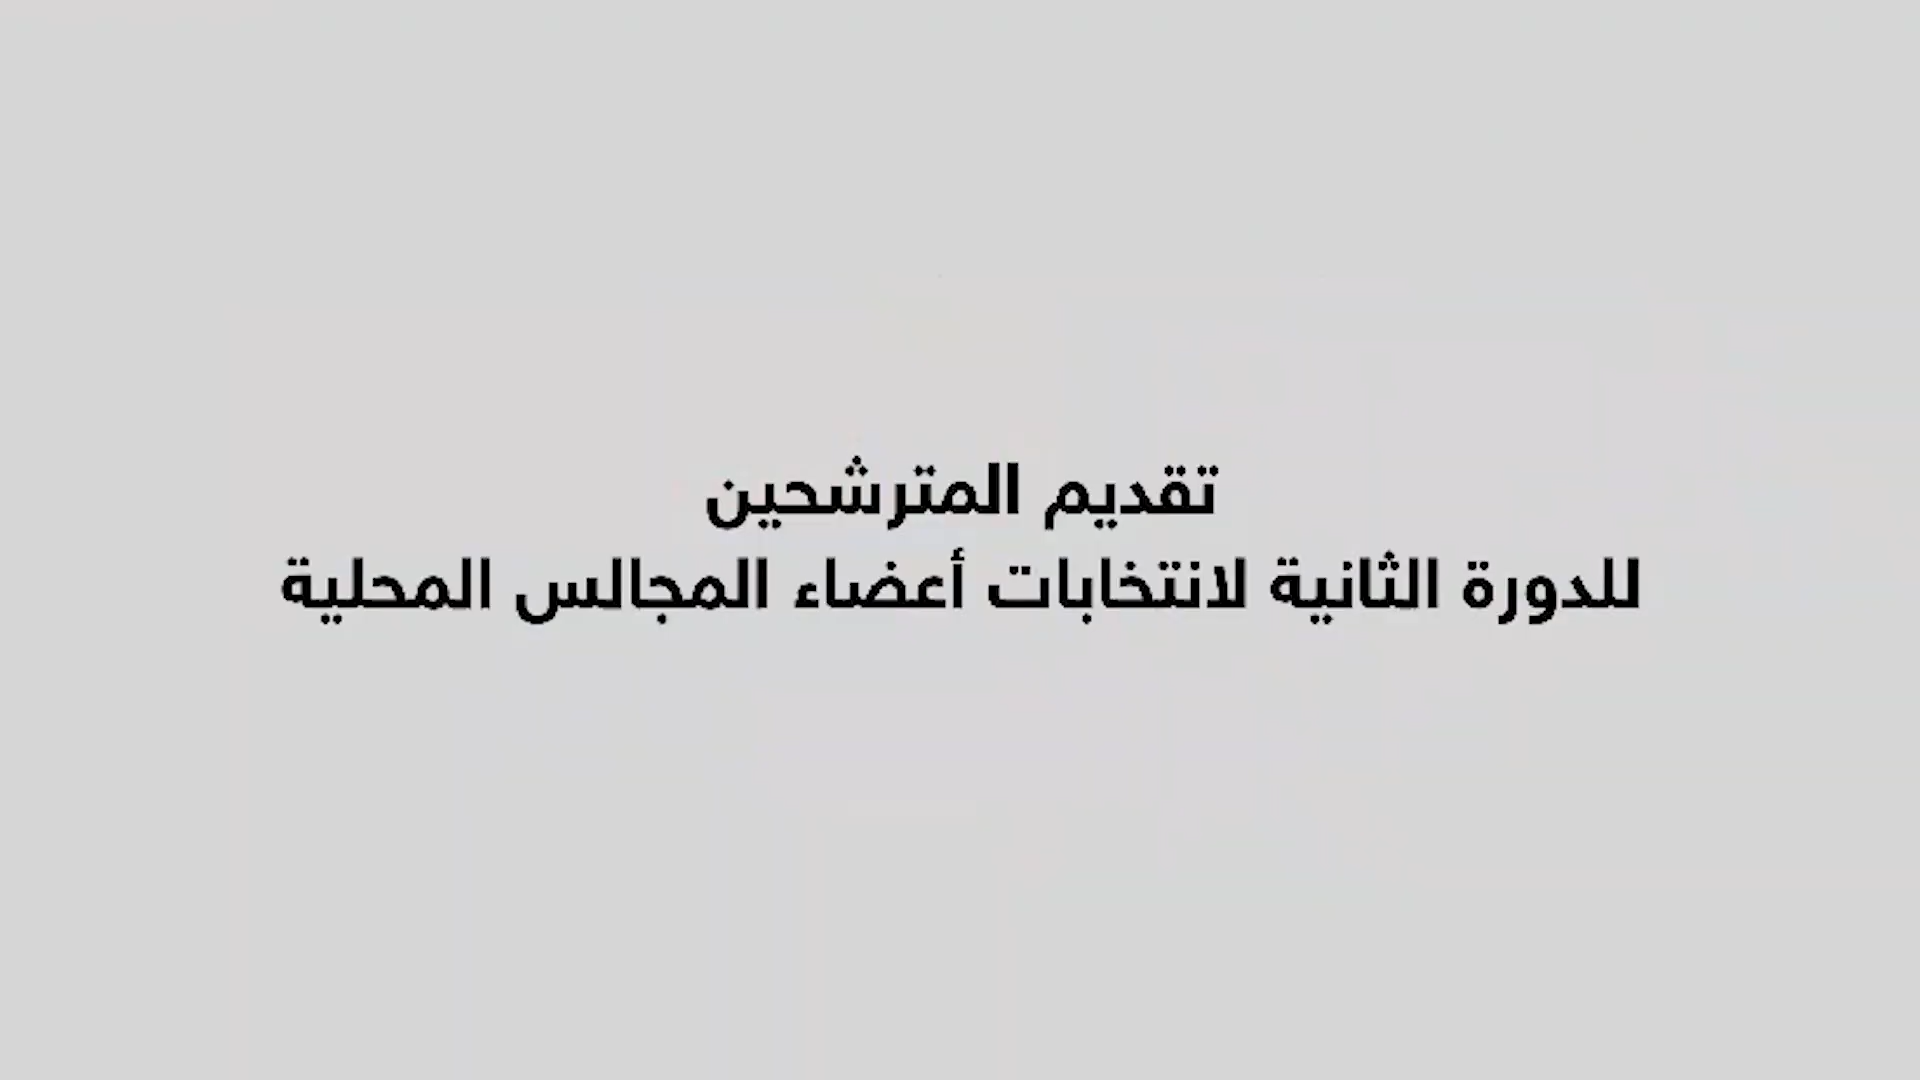 تقديم المترشحين
للدورة الثانية لانتخابات أعضاء المجالس المحلية